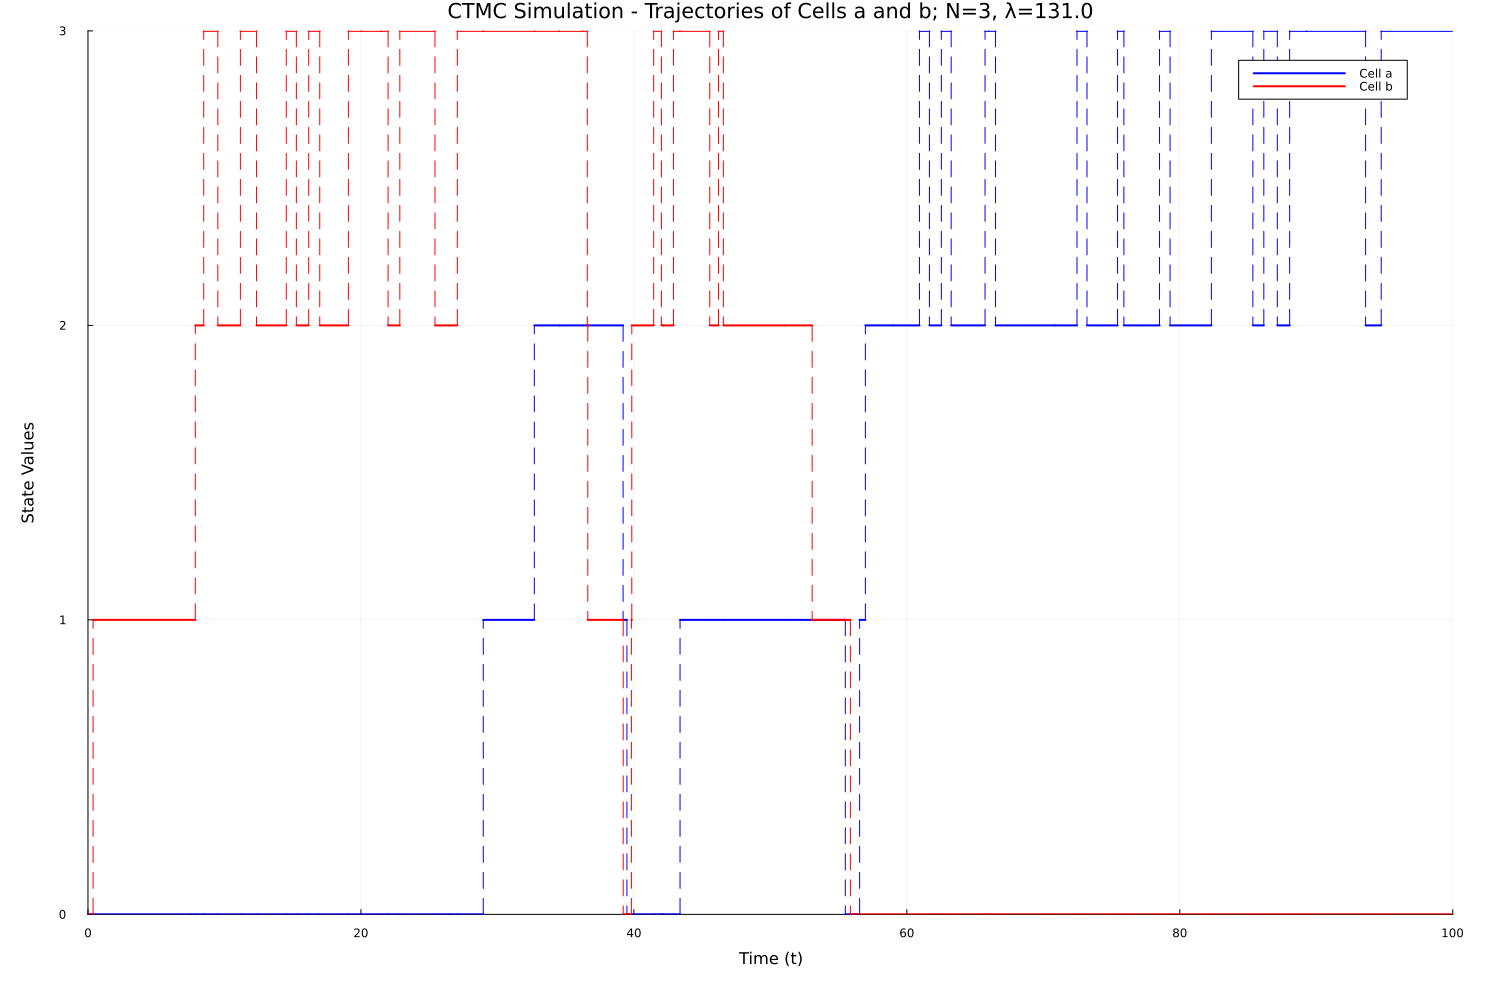 CTMC Simulation - Trajectories of Cells a and b; N=3, λ=131.0
3
Cell a
Cell b
2
State Values
1
0
0 20 40 60 80 100
Time (t)